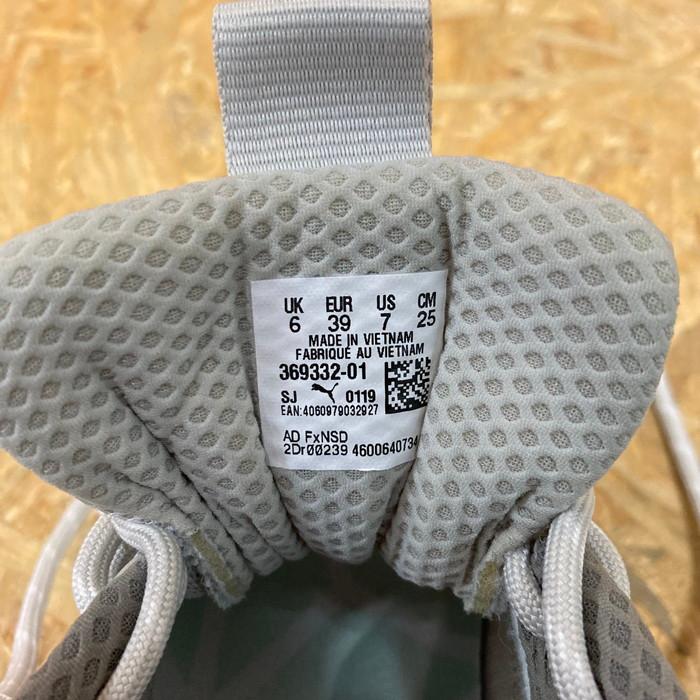 UK EUR US CM
6 39 7 25
MADE IN VIETNAM
FABRIQUÉ AU VIETNAM
369332-01
SJ 0119
EAN:4060979032927
AD FxNSD
2Dr00239 4600640734